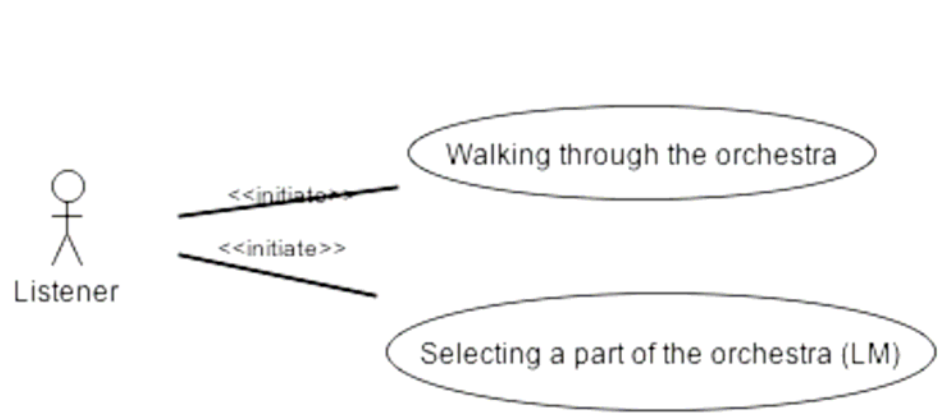 Walking through the orchestra
<<initiate>>
<<initiate>>
Listener
Selecting a part of the orchestra (LM)